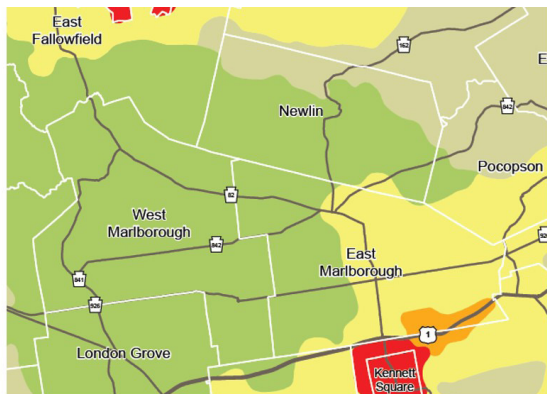 East
Fallowfield
162
E
Newlin
842
Pocopson
82
West
Marlborough
842
East
Marlborough
926
841
926
1
London Grove
Kennett
Square